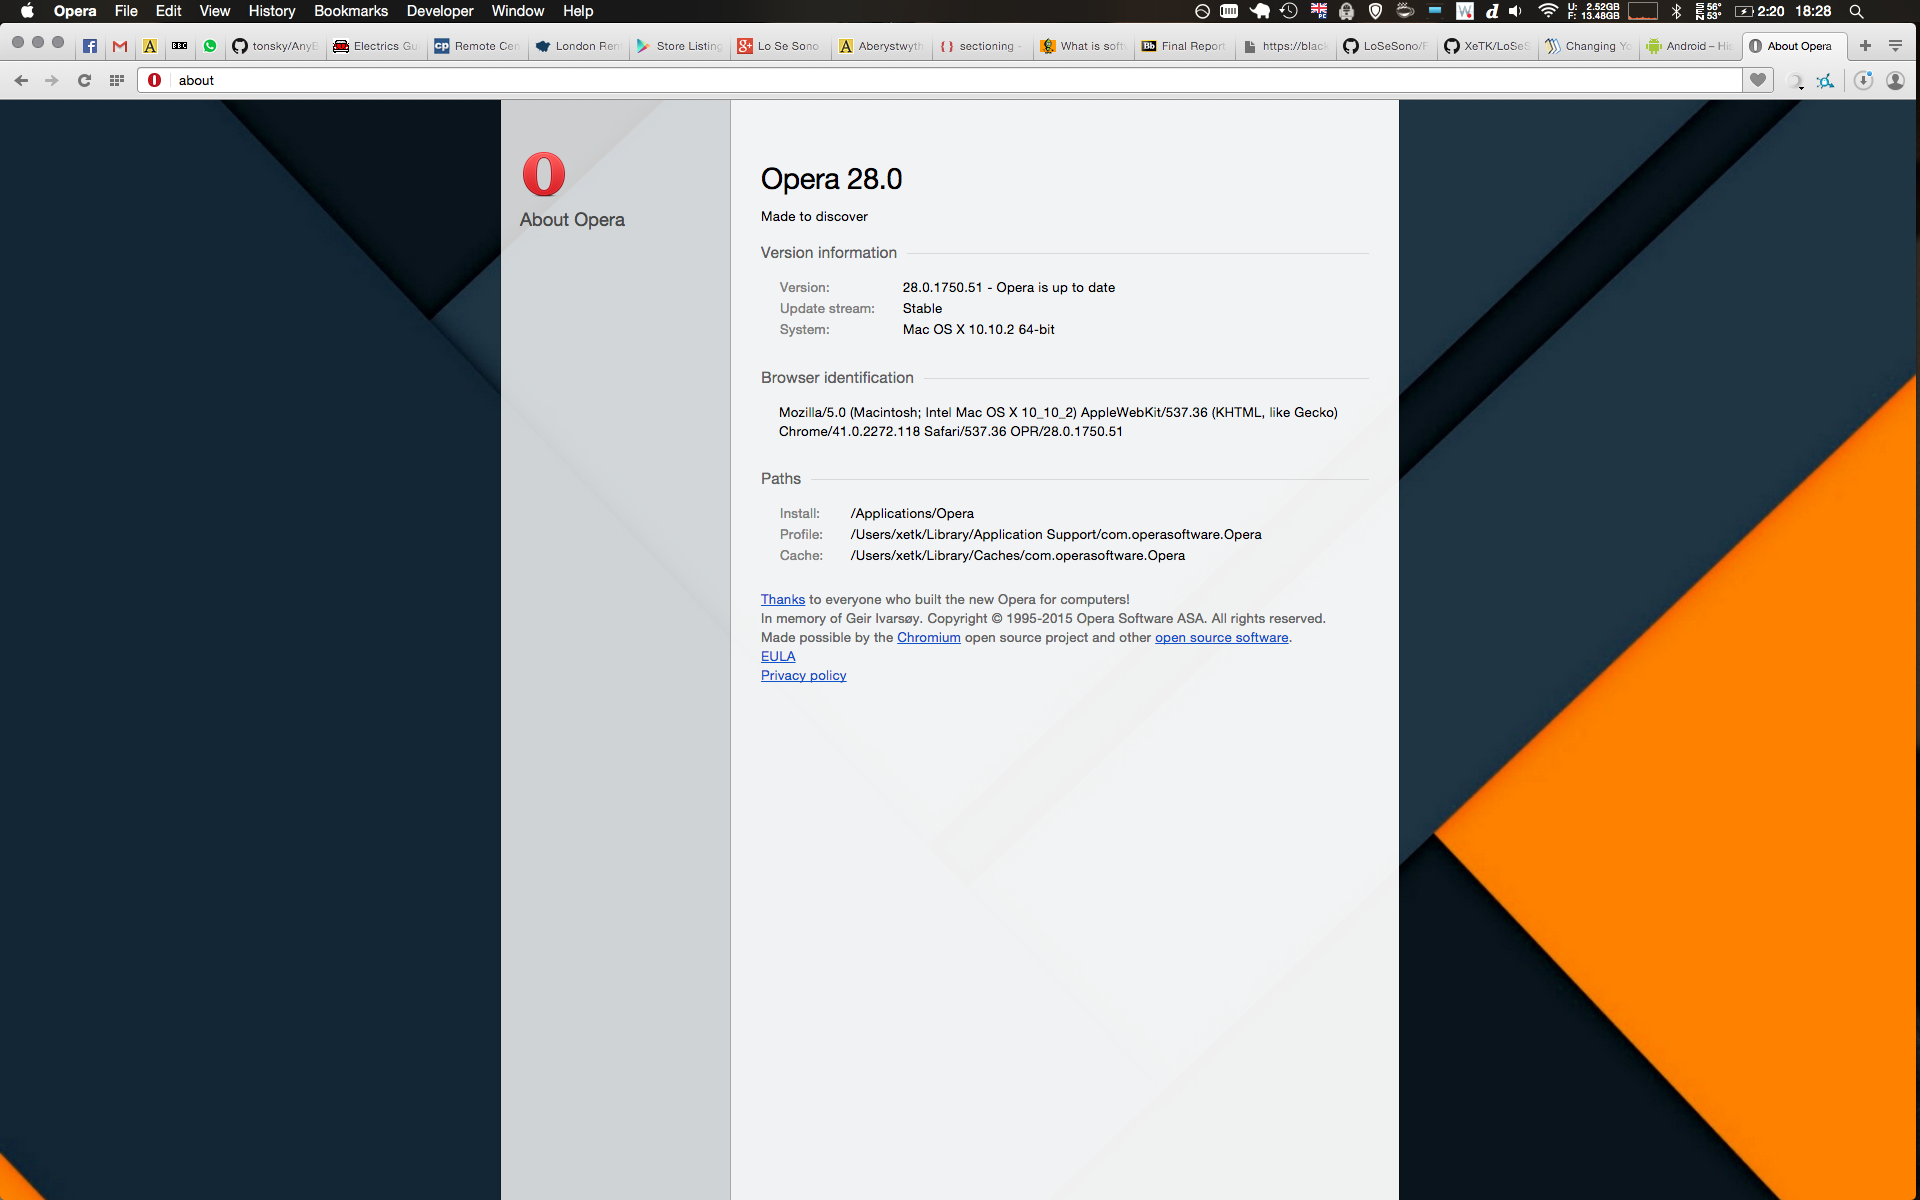 Opera File Edit View History Bookmarks Developer Window Help
U: 2.52GB
F: 13.48GB
56°
53°
2:20 18:28
tonsky/AnyB Electrics Gu Remote Cen London Ren Store Listing Lo Se Sono Aberystwyth sectioning - What is soft Final Report https://black LoSeSono/F XeTK/LoSeS Changing Yo Android – His About Opera
about
About Opera
Opera 28.0
Made to discover
Version information
Version: 28.0.1750.51 - Opera is up to date
Update stream: Stable
System: Mac OS X 10.10.2 64-bit
Browser identification
Mozilla/5.0 (Macintosh; Intel Mac OS X 10_10_2) AppleWebKit/537.36 (KHTML, like Gecko)
Chrome/41.0.2272.118 Safari/537.36 OPR/28.0.1750.51
Paths
Install: /Applications/Opera
Profile: /Users/xetk/Library/Application Support/com.operasoftware.Opera
Cache: /Users/xetk/Library/Caches/com.operasoftware.Opera
Thanks to everyone who built the new Opera for computers!
In memory of Geir Ivarsøy. Copyright © 1995-2015 Opera Software ASA. All rights reserved.
Made possible by the Chromium open source project and other open source software.
EULA
Privacy policy